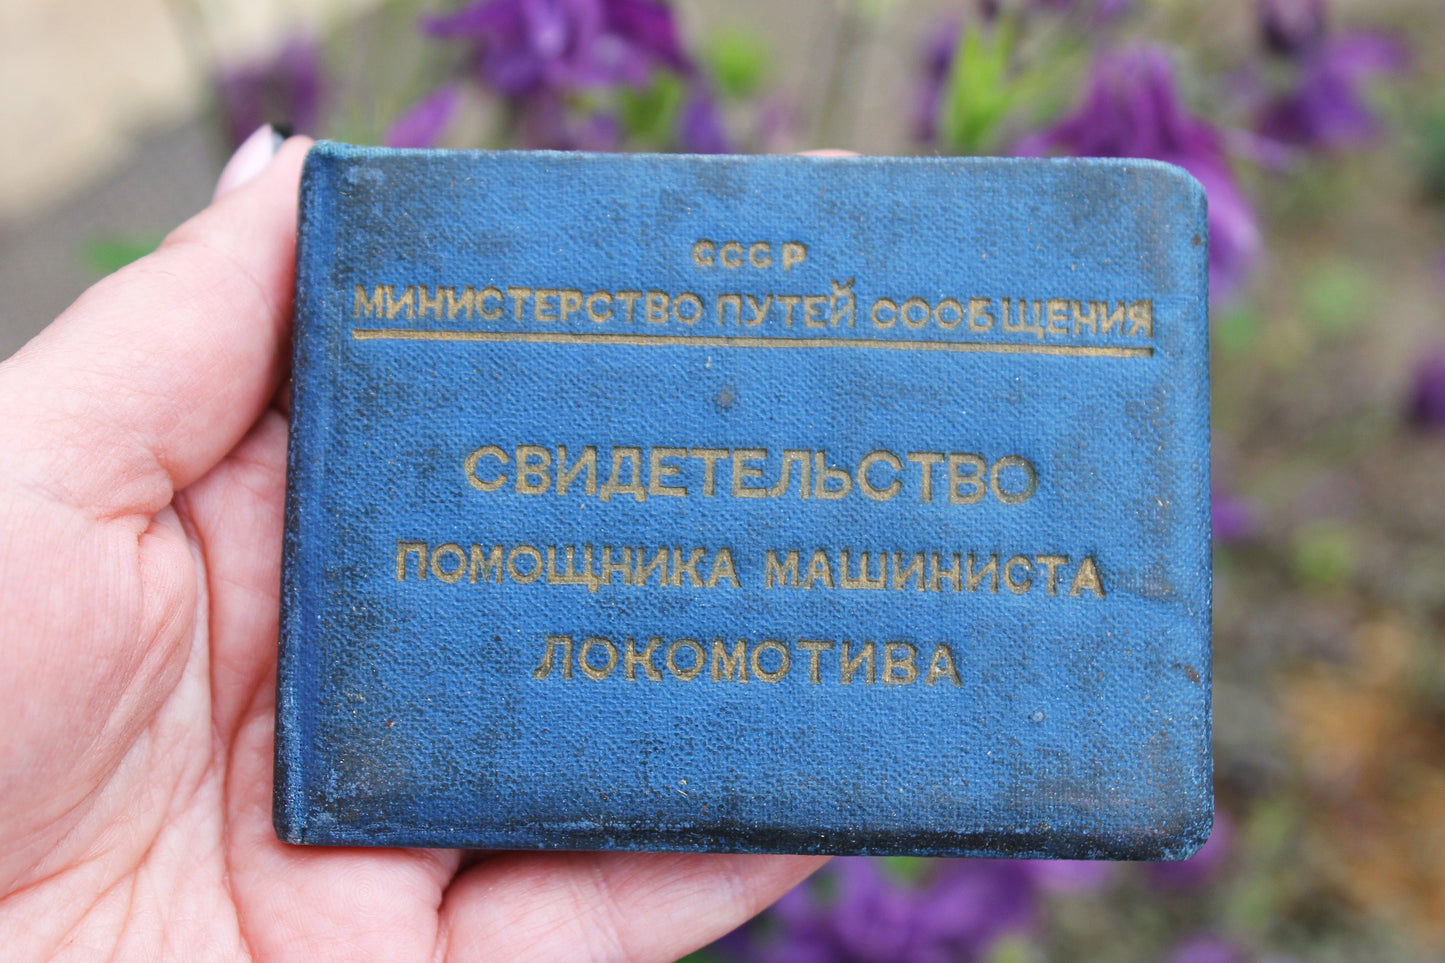 СССР
МИНИСТЕРСТВО ПУТЕЙ СООБЩЕНИЯ
СВИДЕТЕЛЬСТВО
ПОМОЩНИКА МАШИНИСТА
ЛОКОМОТИВА